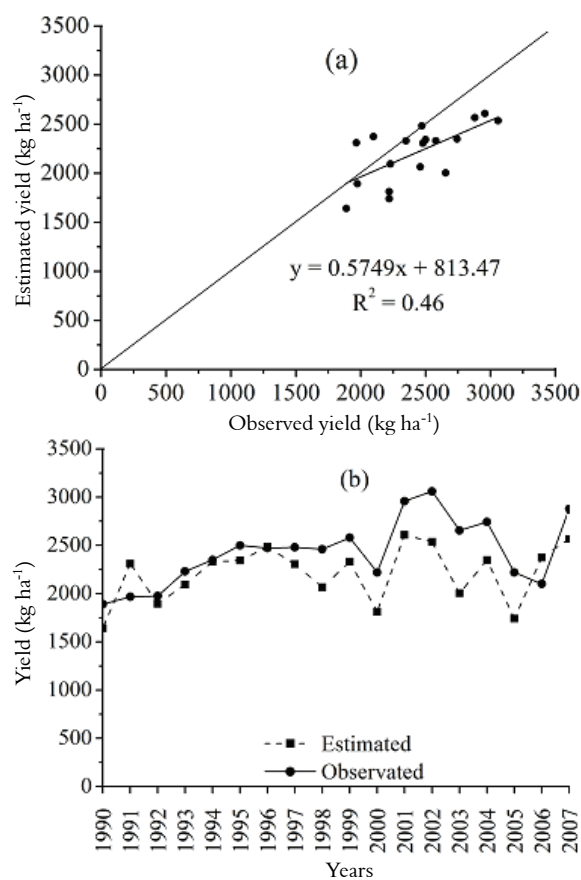 3500
(a)
3000
2500
2000
1500
1000
500
0
Estimated yield (kg ha⁻¹)
y = 0.5749x + 813.47
R² = 0.46
0 500 1000 1500 2000 2500 3000 3500
Observed yield (kg ha⁻¹)
3500
(b)
3000
2500
2000
1500
1000
500
0
Yield (kg ha⁻¹)
Estimated
Observated
1990 1991 1992 1993 1994 1995 1996 1997 1998 1999 2000 2001 2002 2003 2004 2005 2006 2007
Years